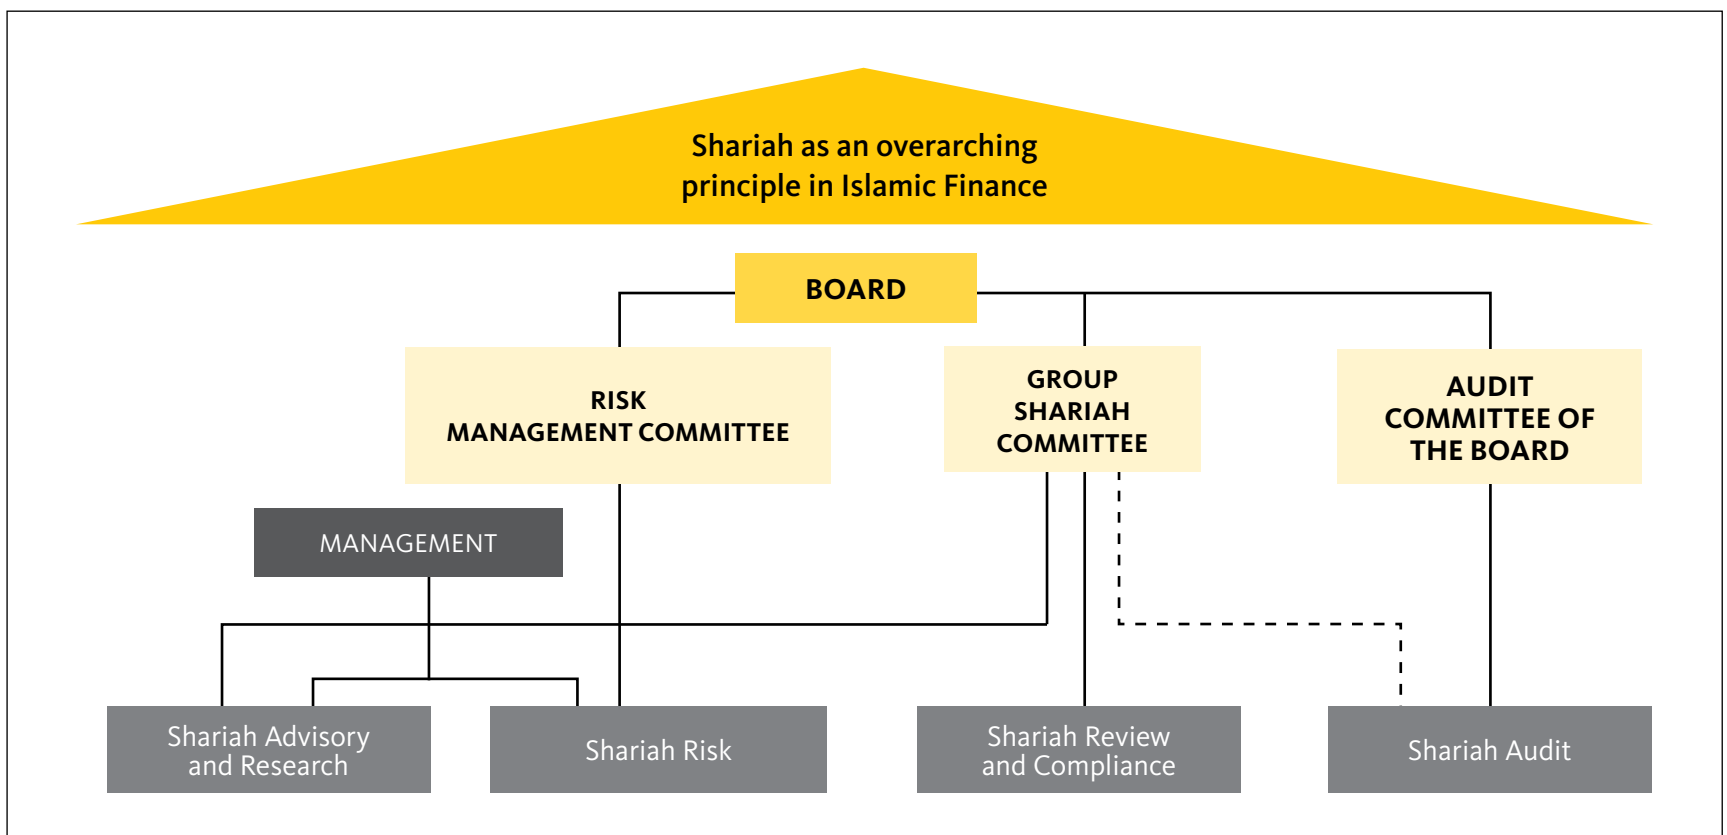 Shariah as an overarching
principle in Islamic Finance
BOARD
RISK
MANAGEMENT COMMITTEE
GROUP
SHARIAH
COMMITTEE
AUDIT
COMMITTEE OF
THE BOARD
MANAGEMENT
Shariah Advisory
and Research
Shariah Risk
Shariah Review
and Compliance
Shariah Audit